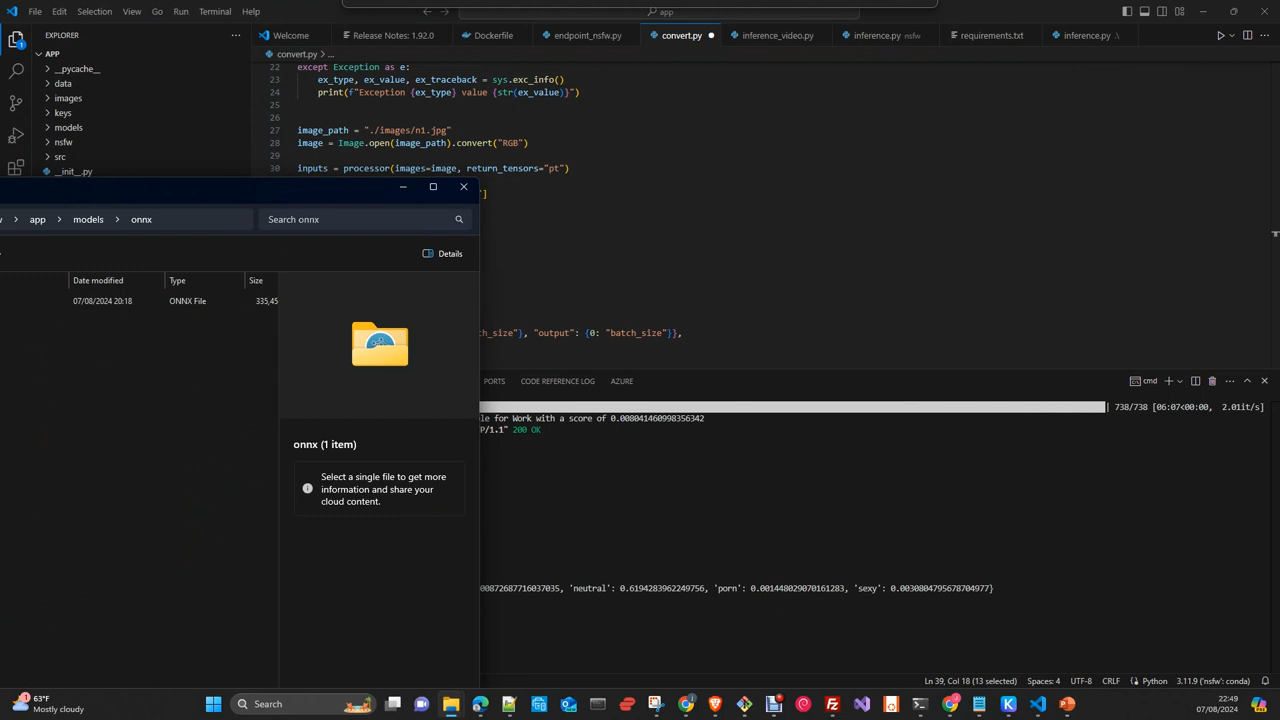 File Edit Selection View Go Run Terminal Help
app
EXPLORER
Welcome
Release Notes: 1.92.0
Dockerfile
endpoint_nsfw.py
convert.py
inference_video.py
inference.py nsfw
requirements.txt
inference.py .\
APP
convert.py > ...
__pycache__
data
images
keys
models
nsfw
src
__init__.py
22 except Exception as e:
23 ex_type, ex_value, ex_traceback = sys.exc_info()
24 print(f"Exception {ex_type} value {str(ex_value)}")
25
26
27 image_path = "./images/n1.jpg"
28 image = Image.open(image_path).convert("RGB")
29
30 inputs = processor(images=image, return_tensors="pt")
"]
app > models > onnx
Search onnx
Details
Date modified Type Size
07/08/2024 20:18 ONNX File 335,45
ch_size"}, "output": {0: "batch_size"}},
onnx (1 item)
Select a single file to get more
information and share your
cloud content.
PORTS CODE REFERENCE LOG AZURE
cmd
| 738/738 [06:07<00:00, 2.01it/s]
le for Work with a score of 0.008041460998356342
P/1.1" 200 OK
00872687716037035, 'neutral': 0.6194283962249756, 'porn': 0.001448029070161283, 'sexy': 0.0030804795678704977}
Ln 39, Col 18 (13 selected) Spaces: 4 UTF-8 CRLF Python 3.11.9 ('nsfw': conda)
1
63°F
Mostly cloudy
Search
22:49
07/08/2024